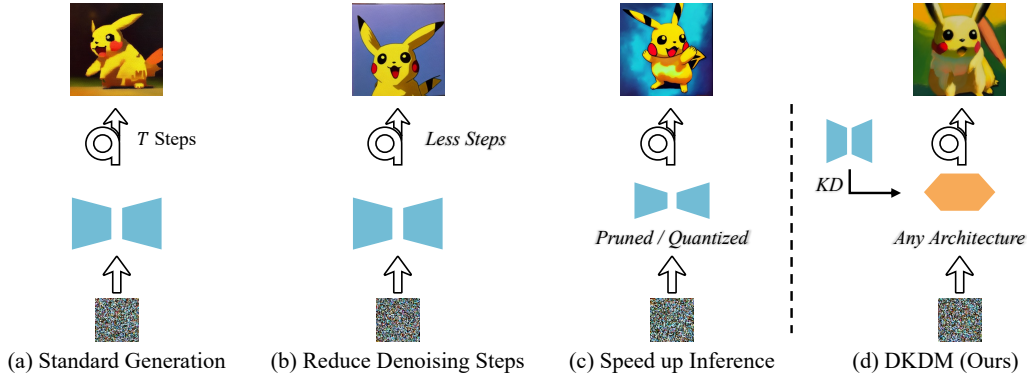 T Steps
Less Steps
KD
Pruned / Quantized
Any Architecture
(a) Standard Generation
(b) Reduce Denoising Steps
(c) Speed up Inference
(d) DKDM (Ours)